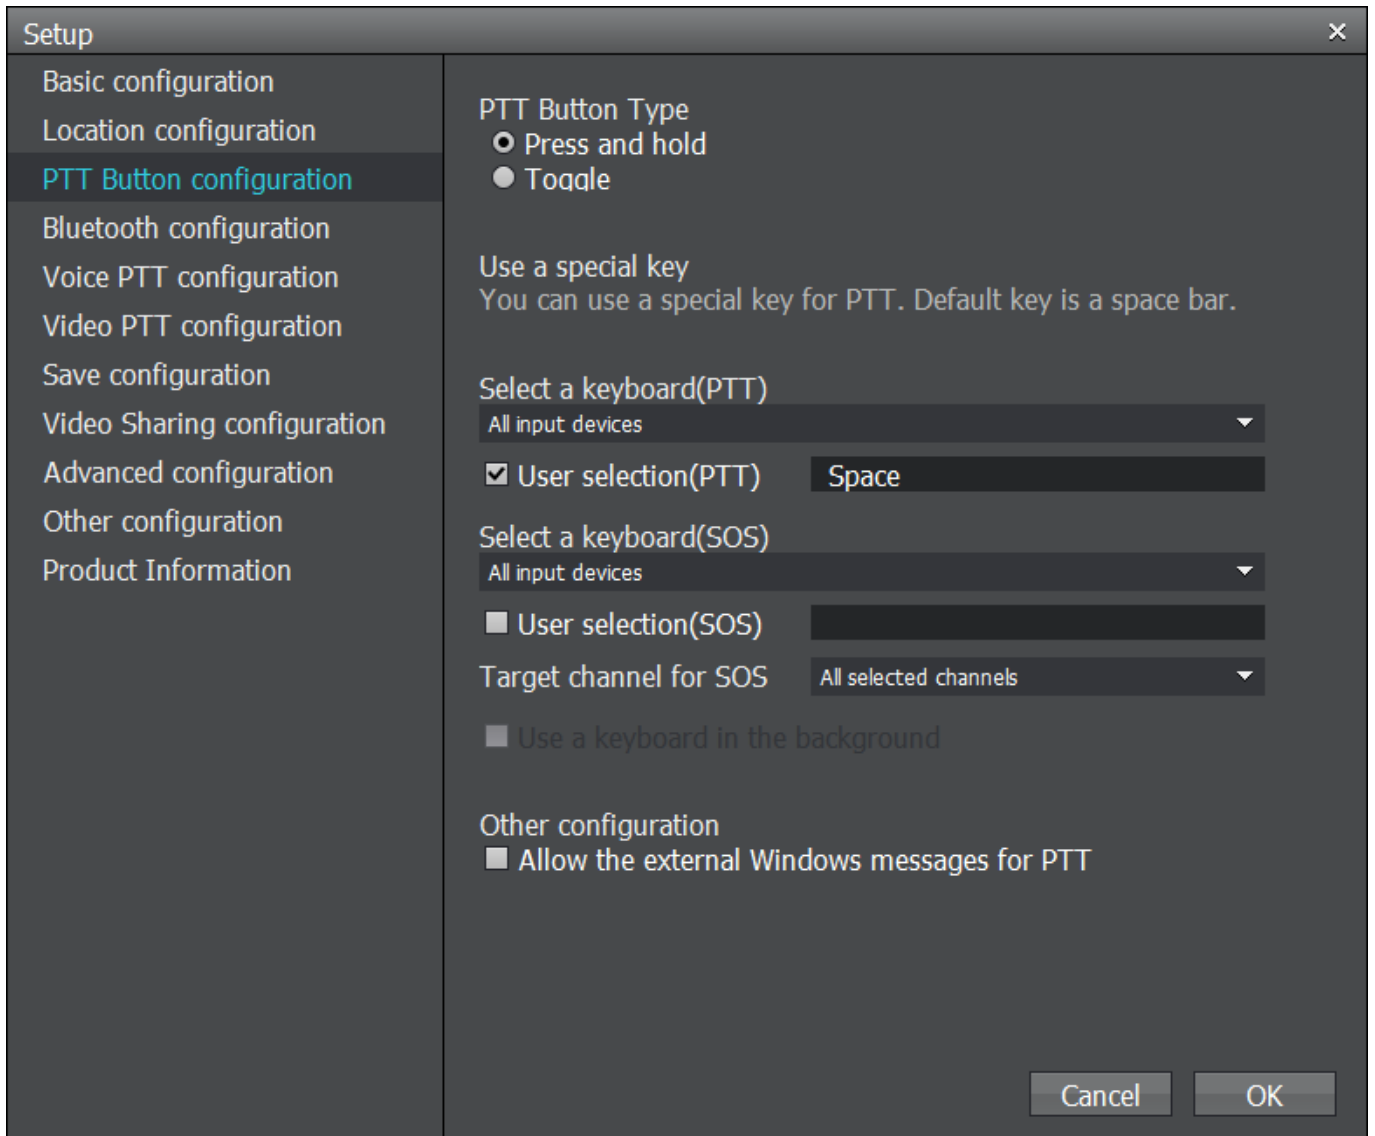 Setup
Basic configuration
Location configuration
PTT Button configuration
Bluetooth configuration
Voice PTT configuration
Video PTT configuration
Save configuration
Video Sharing configuration
Advanced configuration
Other configuration
Product Information
PTT Button Type
Press and hold
Toggle
Use a special key
You can use a special key for PTT. Default key is a space bar.
Select a keyboard(PTT)
All input devices
User selection(PTT) Space
Select a keyboard(SOS)
All input devices
User selection(SOS)
Target channel for SOS All selected channels
Use a keyboard in the background
Other configuration
Allow the external Windows messages for PTT
Cancel OK